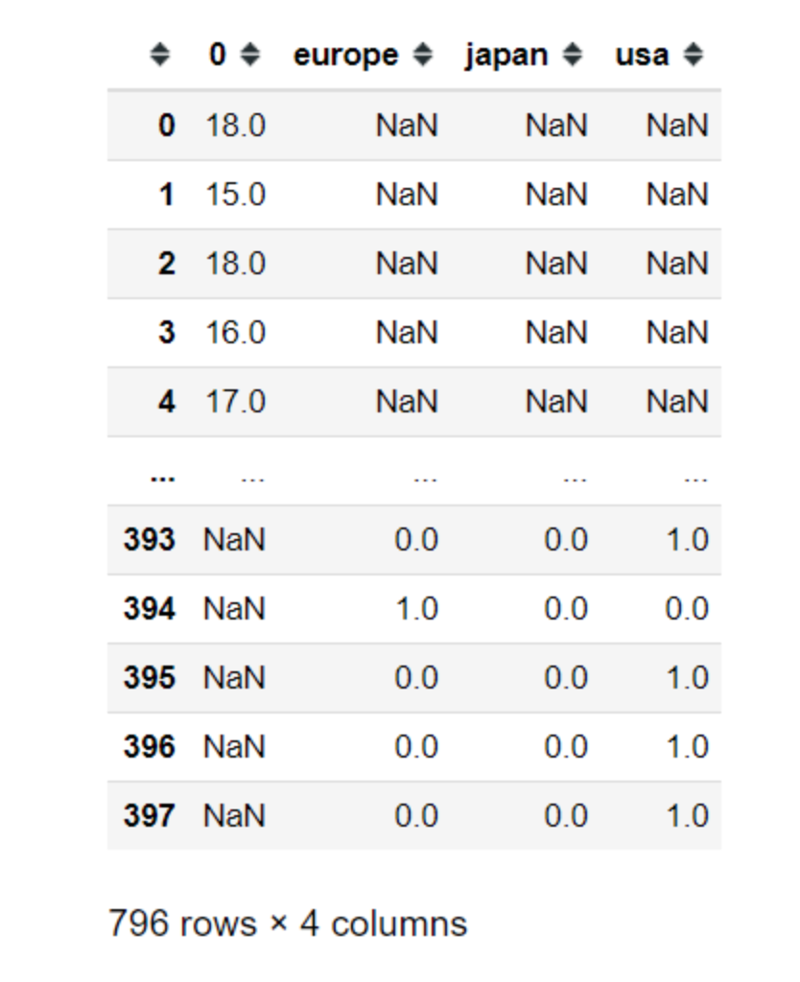 0 europe japan usa
0 18.0 NaN NaN NaN
1 15.0 NaN NaN NaN
2 18.0 NaN NaN NaN
3 16.0 NaN NaN NaN
4 17.0 NaN NaN NaN
... ... ... ... ...
393 NaN 0.0 0.0 1.0
394 NaN 1.0 0.0 0.0
395 NaN 0.0 0.0 1.0
396 NaN 0.0 0.0 1.0
397 NaN 0.0 0.0 1.0
796 rows × 4 columns